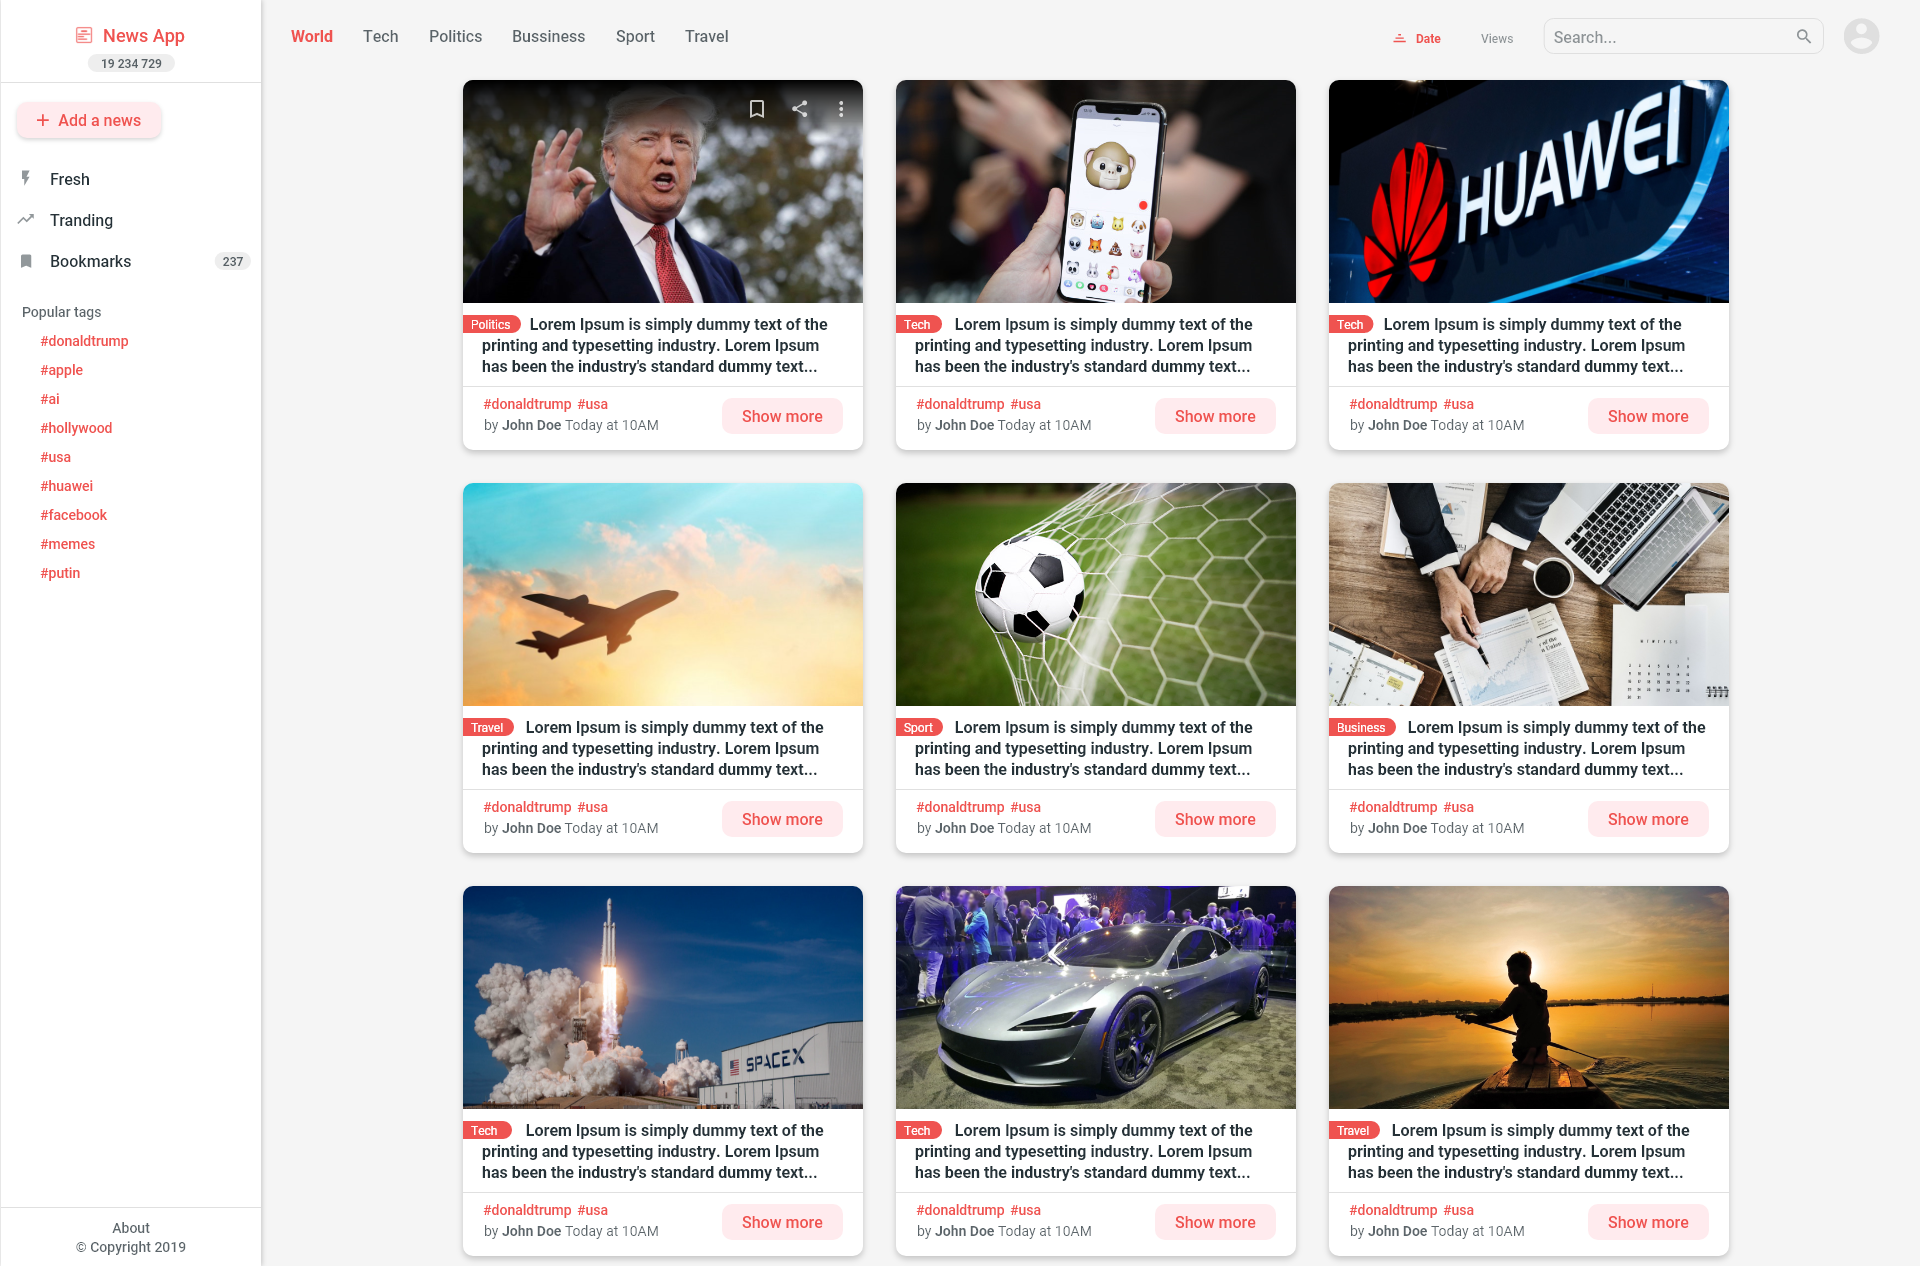 News App
19 234 729
Add a news
Fresh
Tranding
Bookmarks 237
Popular tags
#donaldtrump
#apple
#ai
#hollywood
#usa
#huawei
#facebook
#memes
#putin
About
© Copyright 2019
World Tech Politics Bussiness Sport Travel
Date Views Search...
HUAWEI
Politics Lorem Ipsum is simply dummy text of the
printing and typesetting industry. Lorem Ipsum
has been the industry's standard dummy text...
#donaldtrump #usa
by John Doe Today at 10AM
Show more
Tech Lorem Ipsum is simply dummy text of the
printing and typesetting industry. Lorem Ipsum
has been the industry's standard dummy text...
#donaldtrump #usa
by John Doe Today at 10AM
Show more
Tech Lorem Ipsum is simply dummy text of the
printing and typesetting industry. Lorem Ipsum
has been the industry's standard dummy text...
#donaldtrump #usa
by John Doe Today at 10AM
Show more
Travel Lorem Ipsum is simply dummy text of the
printing and typesetting industry. Lorem Ipsum
has been the industry's standard dummy text...
#donaldtrump #usa
by John Doe Today at 10AM
Show more
Sport Lorem Ipsum is simply dummy text of the
printing and typesetting industry. Lorem Ipsum
has been the industry's standard dummy text...
#donaldtrump #usa
by John Doe Today at 10AM
Show more
Business Lorem Ipsum is simply dummy text of the
printing and typesetting industry. Lorem Ipsum
has been the industry's standard dummy text...
#donaldtrump #usa
by John Doe Today at 10AM
Show more
SPACEX
Tech Lorem Ipsum is simply dummy text of the
printing and typesetting industry. Lorem Ipsum
has been the industry's standard dummy text...
#donaldtrump #usa
by John Doe Today at 10AM
Show more
Tech Lorem Ipsum is simply dummy text of the
printing and typesetting industry. Lorem Ipsum
has been the industry's standard dummy text...
#donaldtrump #usa
by John Doe Today at 10AM
Show more
Travel Lorem Ipsum is simply dummy text of the
printing and typesetting industry. Lorem Ipsum
has been the industry's standard dummy text...
#donaldtrump #usa
by John Doe Today at 10AM
Show more